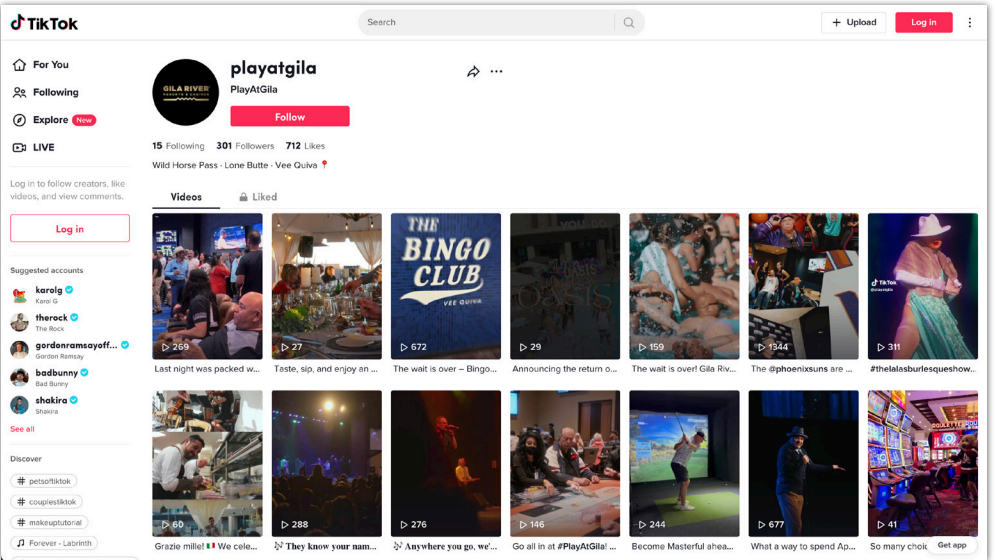 TikTok
Search
+ Upload
Log in
For You
Following
Explore New
LIVE
Log in to follow creators, like
videos, and view comments.
Log in
Suggested accounts
karolg
Karol G
therock
The Rock
gordonramsayoff...
Gordon Ramsay
badbunny
Bad Bunny
shakira
Shakira
See all
Discover
# petsoftiktok
# couplestiktok
# makeuptutorial
Forever - Labrinth
GILA RIVER
RESORTS & CASINOS
playatgila
PlayAtGila
Follow
15 Following 301 Followers 712 Likes
Wild Horse Pass · Lone Butte · Vee Quiva 📍
Videos
Liked
269
Last night was packed w...
27
Taste, sip, and enjoy an ...
THE
BINGO
CLUB
VEE QUIVA
672
The wait is over – Bingo...
OASIS
29
Announcing the return o...
159
The wait is over! Gila Riv...
1344
The @phoenixsuns are ...
TikTok
@playatgila
311
#thelalasburlesqueshow...
60
Grazie mille! 🇮🇹 We cele...
288
🎶 They know your nam...
276
🎶 Anywhere you go, we'...
146
Go all in at #PlayAtGila! ...
244
Become Masterful ahea...
677
What a way to spend Ap...
ROULETTE
41
So many choic
Get app